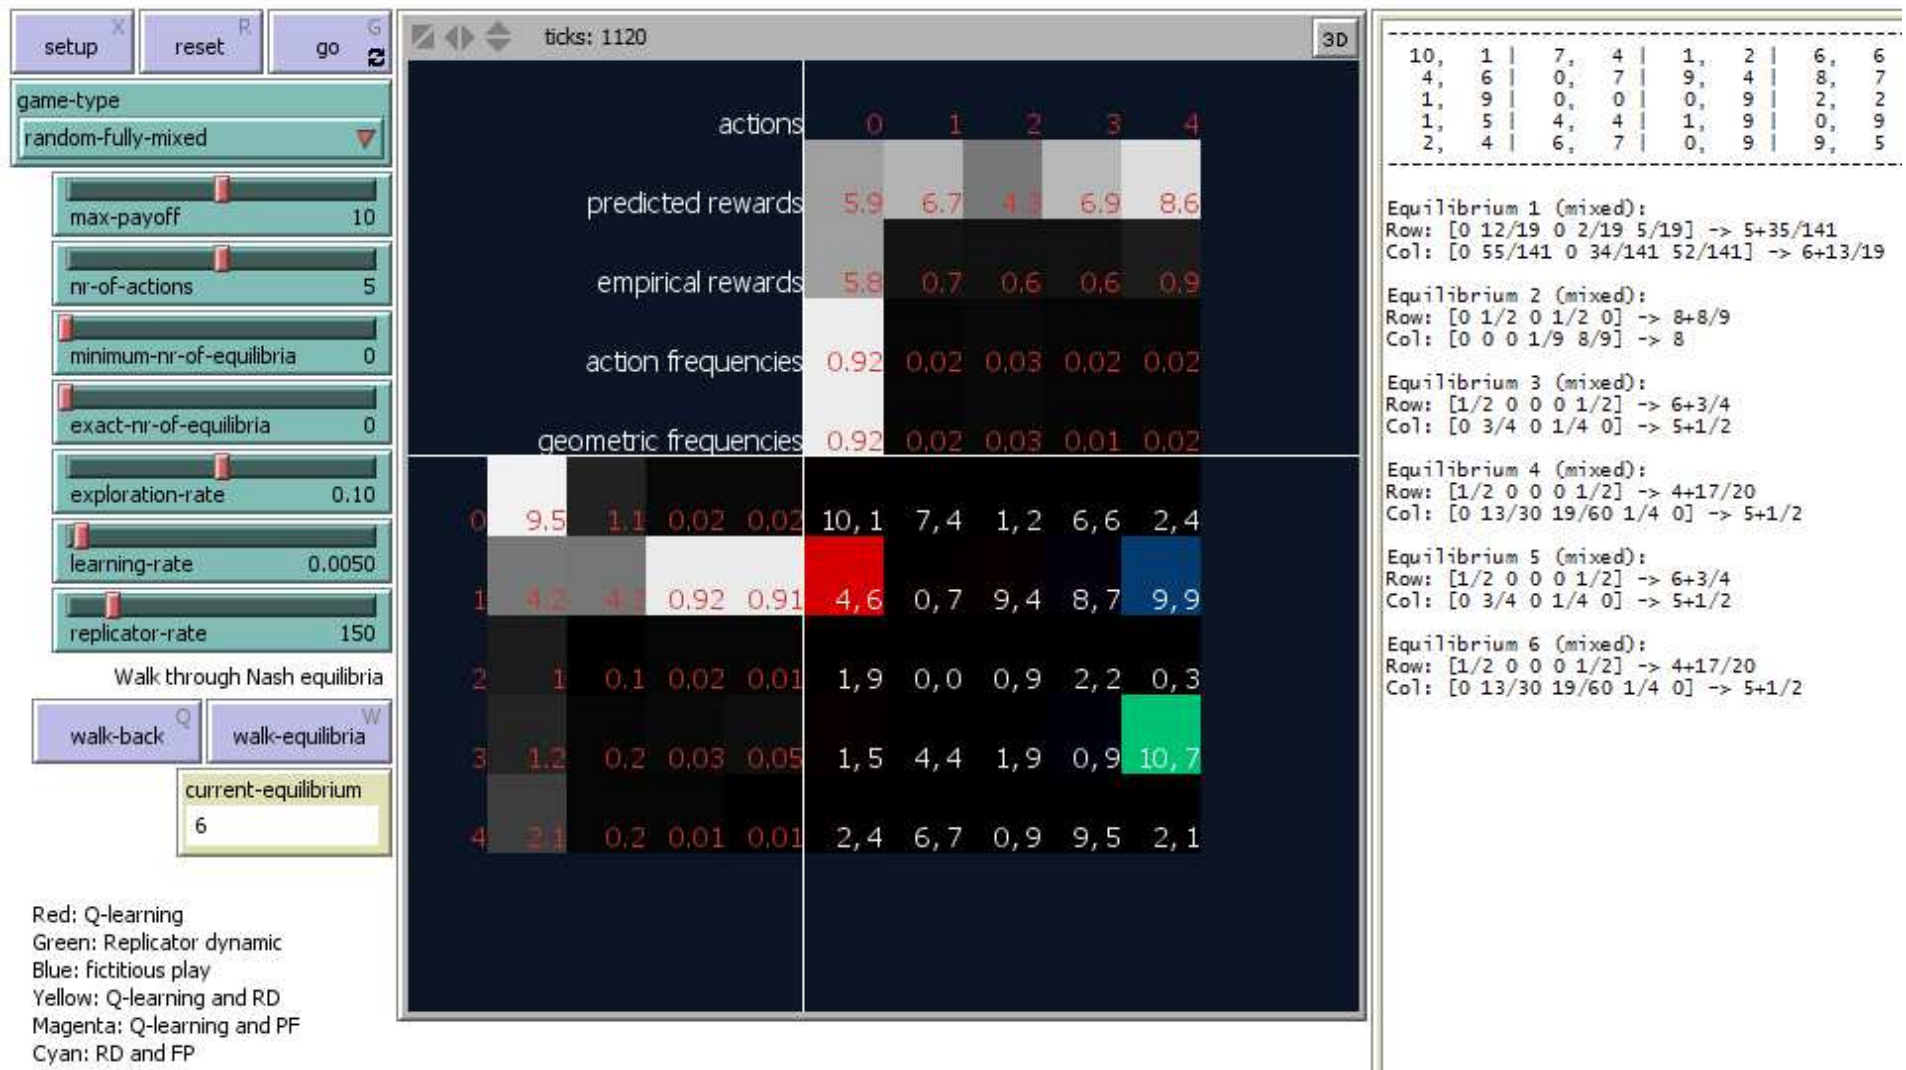 setup X
reset R
go G
game-type
random-fully-mixed
max-payoff 10
nr-of-actions 5
minimum-nr-of-equilibria 0
exact-nr-of-equilibria 0
exploration-rate 0.10
learning-rate 0.0050
replicator-rate 150
Walk through Nash equilibria
walk-back Q
walk-equilibria W
current-equilibrium
6
Red: Q-learning
Green: Replicator dynamic
Blue: fictitious play
Yellow: Q-learning and RD
Magenta: Q-learning and PF
Cyan: RD and FP
ticks: 1120
3D
actions 0 1 2 3 4
predicted rewards 5.9 6.7 4.3 6.9 8.6
empirical rewards 5.8 0.7 0.6 0.6 0.9
action frequencies 0.92 0.02 0.03 0.02 0.02
geometric frequencies 0.92 0.02 0.03 0.01 0.02
0 9.5 1.1 0.02 0.02 10, 1 7, 4 1, 2 6, 6 2, 4
1 4.2 0.92 0.91 4, 6 0, 7 9, 4 8, 7 9, 9
2 1 0.1 0.02 0.01 1, 9 0, 0 0, 9 2, 2 0, 3
3 1.2 0.2 0.03 0.05 1, 5 4, 4 1, 9 0, 9 10, 7
4 2.1 0.2 0.01 0.01 2, 4 6, 7 0, 9 9, 5 2, 1
10, 1 | 7, 4 | 1, 2 | 6, 6
4, 6 | 0, 7 | 9, 4 | 8, 7
1, 9 | 0, 0 | 0, 9 | 2, 2
1, 5 | 4, 4 | 1, 9 | 0, 9
2, 4 | 6, 7 | 0, 9 | 9, 5
Equilibrium 1 (mixed):
Row: [0 12/19 0 2/19 5/19] -> 5+35/141
Col: [0 55/141 0 34/141 52/141] -> 6+13/19
Equilibrium 2 (mixed):
Row: [0 1/2 0 1/2 0] -> 8+8/9
Col: [0 0 0 1/9 8/9] -> 8
Equilibrium 3 (mixed):
Row: [1/2 0 0 0 1/2] -> 6+3/4
Col: [0 3/4 0 1/4 0] -> 5+1/2
Equilibrium 4 (mixed):
Row: [1/2 0 0 0 1/2] -> 4+17/20
Col: [0 13/30 19/60 1/4 0] -> 5+1/2
Equilibrium 5 (mixed):
Row: [1/2 0 0 0 1/2] -> 6+3/4
Col: [0 3/4 0 1/4 0] -> 5+1/2
Equilibrium 6 (mixed):
Row: [1/2 0 0 0 1/2] -> 4+17/20
Col: [0 13/30 19/60 1/4 0] -> 5+1/2